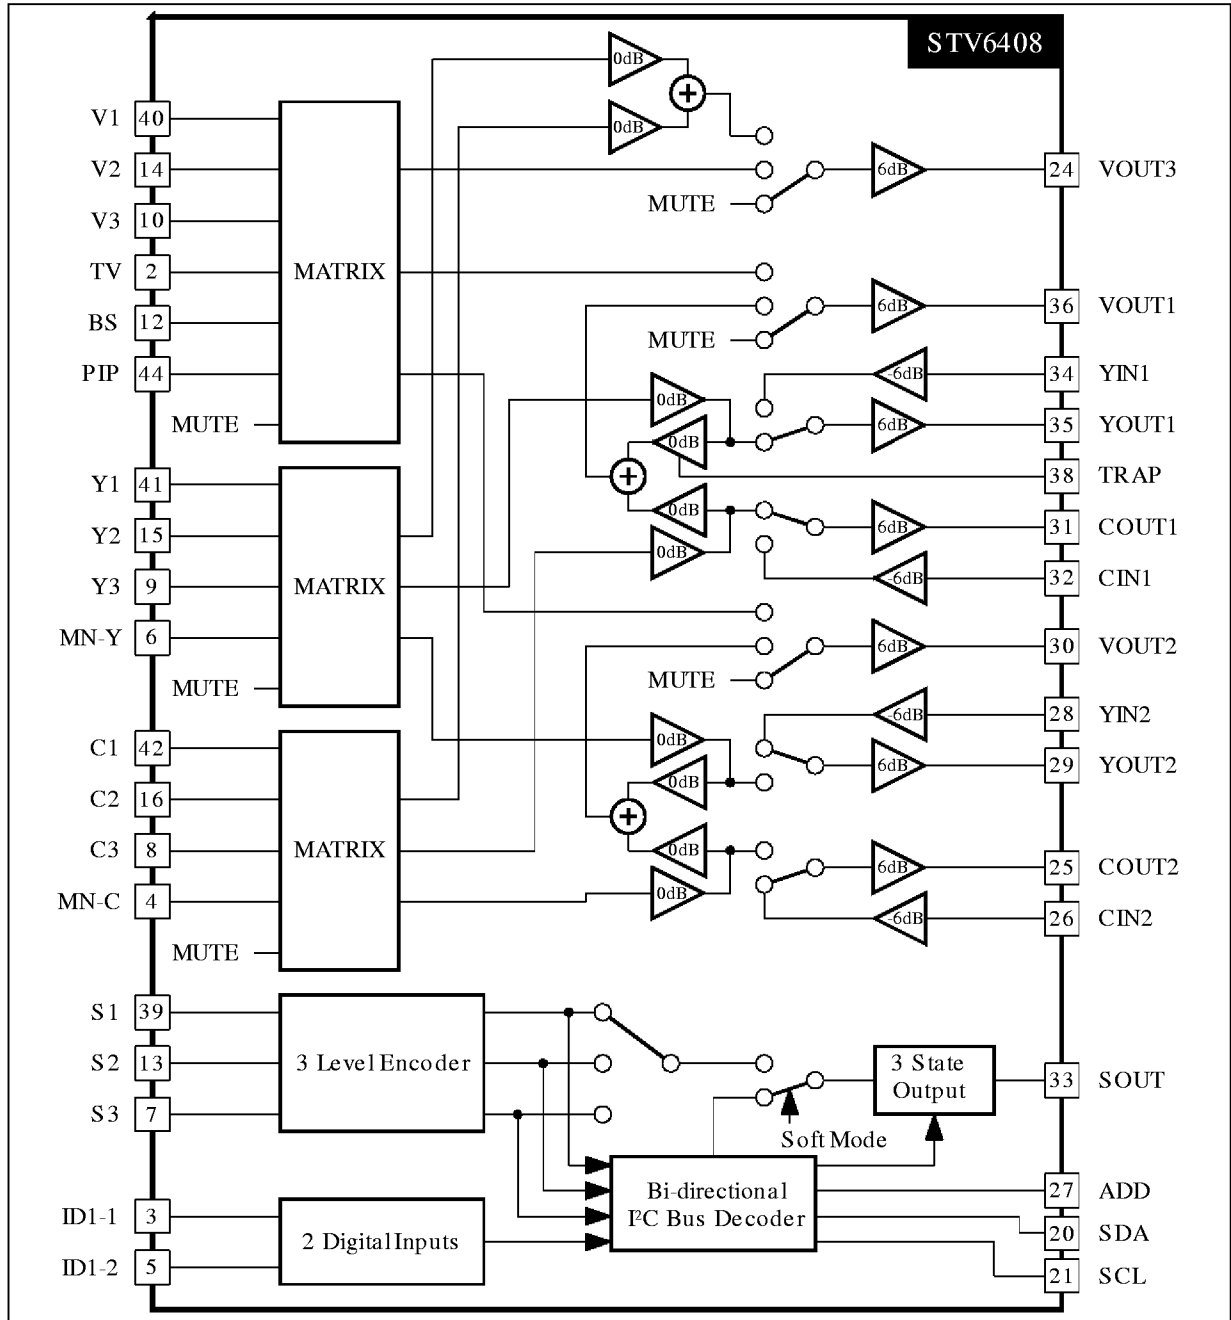 STV6408
0dB
0dB
V1
40
V2
14
MUTE
6dB
24
VOUT3
V3
10
TV
2
MATRIX
BS
12
MUTE
6dB
36
VOUT1
PIP
44
-6dB
34
YIN1
MUTE
0dB
0dB
6dB
35
YOUT1
Y1
41
38
TRAP
Y2
15
0dB
6dB
31
COUT1
Y3
9
MATRIX
0dB
-6dB
32
CIN1
MN-Y
6
MUTE
6dB
30
VOUT2
MUTE
-6dB
28
YIN2
C1
42
0dB
0dB
6dB
29
YOUT2
C2
16
C3
8
MATRIX
0dB
6dB
25
COUT2
MN-C
4
0dB
-6dB
26
CIN2
MUTE
S1
39
S2
13
3 Level Encoder
3 State
Output
33
SOUT
S3
7
Soft Mode
ID1-1
3
2 Digital Inputs
ID1-2
5
Bi-directional
I²C Bus Decoder
27
ADD
20
SDA
21
SCL